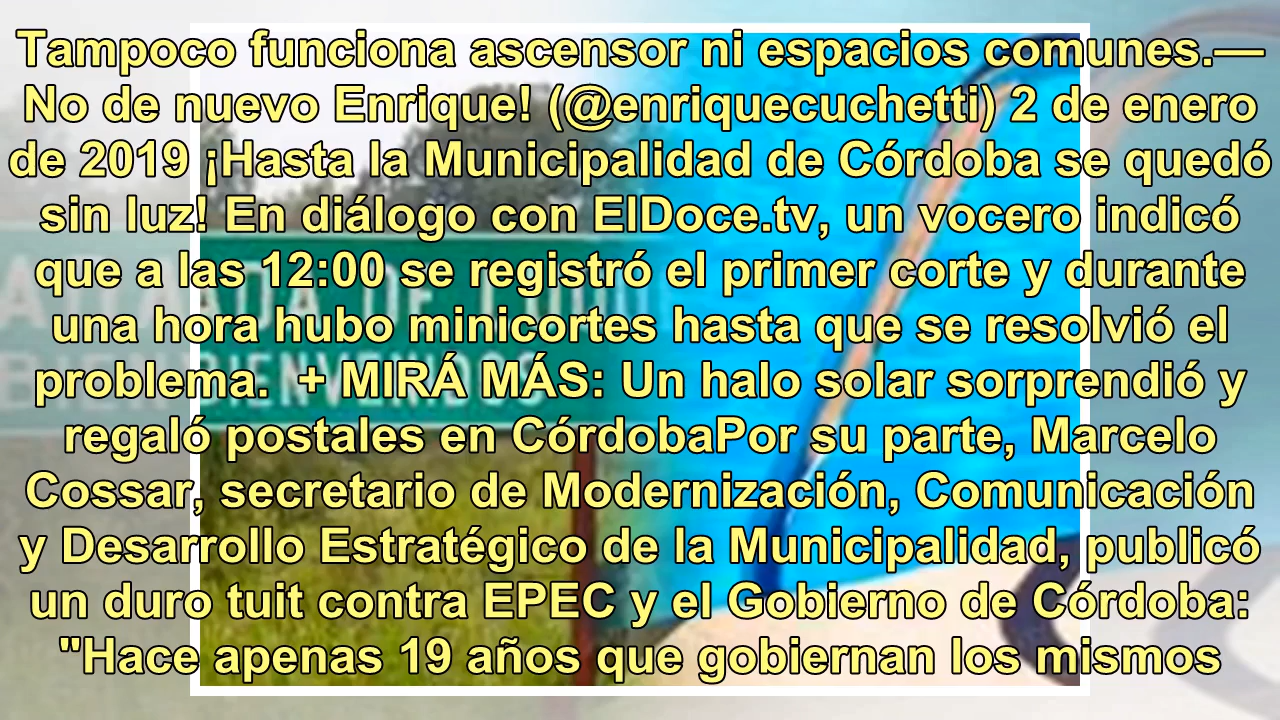 Tampoco funciona ascensor ni espacios comunes.—
No de nuevo Enrique! (@enriquecuchetti) 2 de enero
de 2019 ¡Hasta la Municipalidad de Córdoba se quedó
sin luz! En diálogo con ElDoce.tv, un vocero indicó
que a las 12:00 se registró el primer corte y durante
una hora hubo minicortes hasta que se resolvió el
problema.  + MIRÁ MÁS: Un halo solar sorprendió y
regaló postales en CórdobaPor su parte, Marcelo
Cossar, secretario de Modernización, Comunicación
y Desarrollo Estratégico de la Municipalidad, publicó
un duro tuit contra EPEC y el Gobierno de Córdoba:
"Hace apenas 19 años que gobiernan los mismos